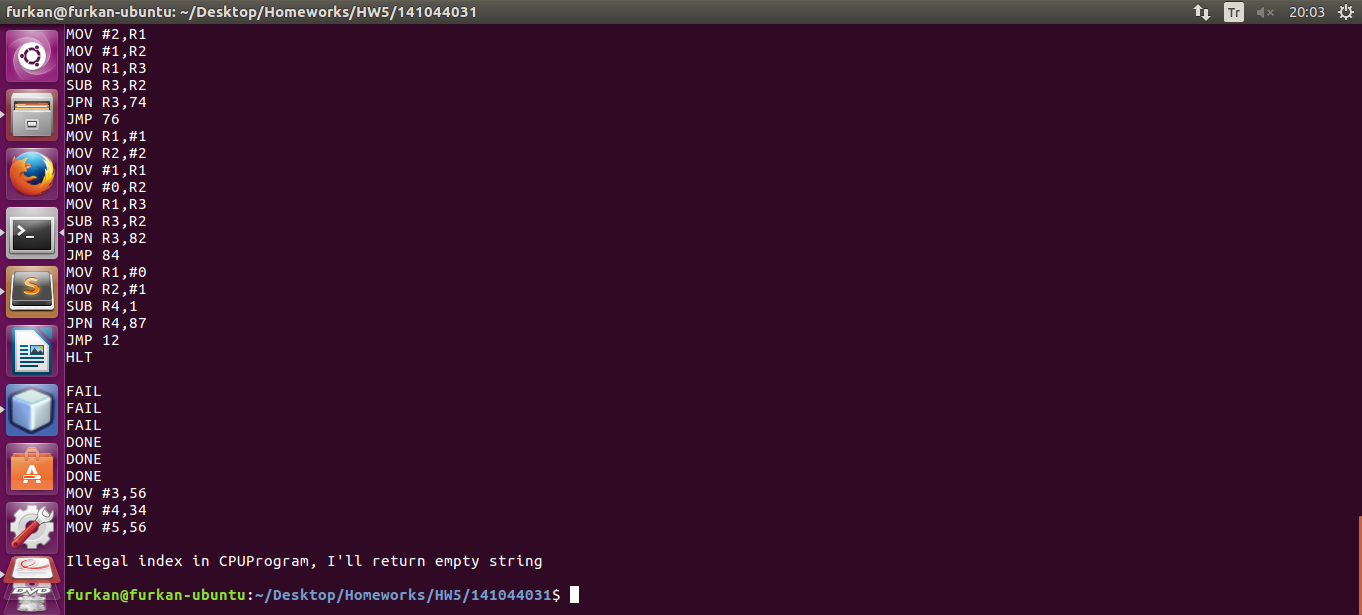 furkan@furkan-ubuntu: ~/Desktop/Homeworks/HW5/141044031
Tr
20:03
MOV #2,R1
MOV #1,R2
MOV R1,R3
SUB R3,R2
JPN R3,74
JMP 76
MOV R1,#1
MOV R2,#2
MOV #1,R1
MOV #0,R2
MOV R1,R3
SUB R3,R2
JPN R3,82
JMP 84
MOV R1,#0
MOV R2,#1
SUB R4,1
JPN R4,87
JMP 12
HLT
FAIL
FAIL
FAIL
DONE
DONE
DONE
MOV #3,56
MOV #4,34
MOV #5,56
Illegal index in CPUProgram, I'll return empty string
furkan@furkan-ubuntu:~/Desktop/Homeworks/HW5/141044031$
DVD